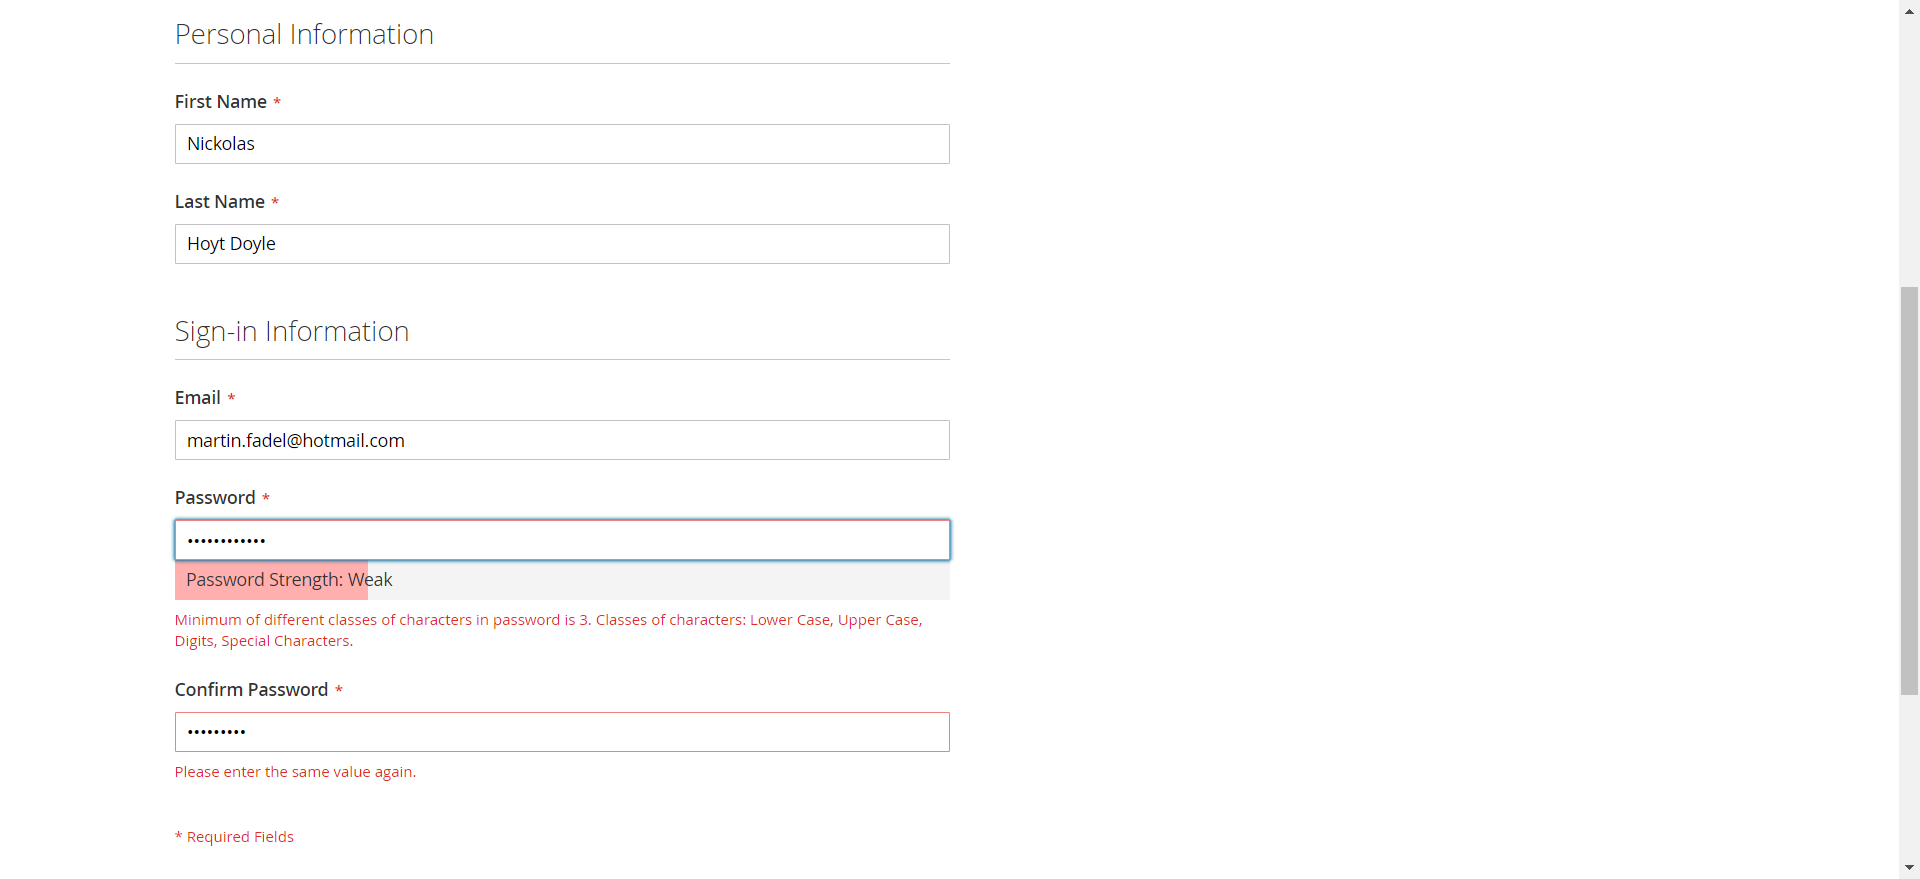 Personal Information
First Name *
Nickolas
Last Name *
Hoyt Doyle
Sign-in Information
Email *
martin.fadel@hotmail.com
Password *
••••••••••••
Password Strength: Weak
Minimum of different classes of characters in password is 3. Classes of characters: Lower Case, Upper Case,
Digits, Special Characters.
Confirm Password *
•••••••••
Please enter the same value again.
* Required Fields